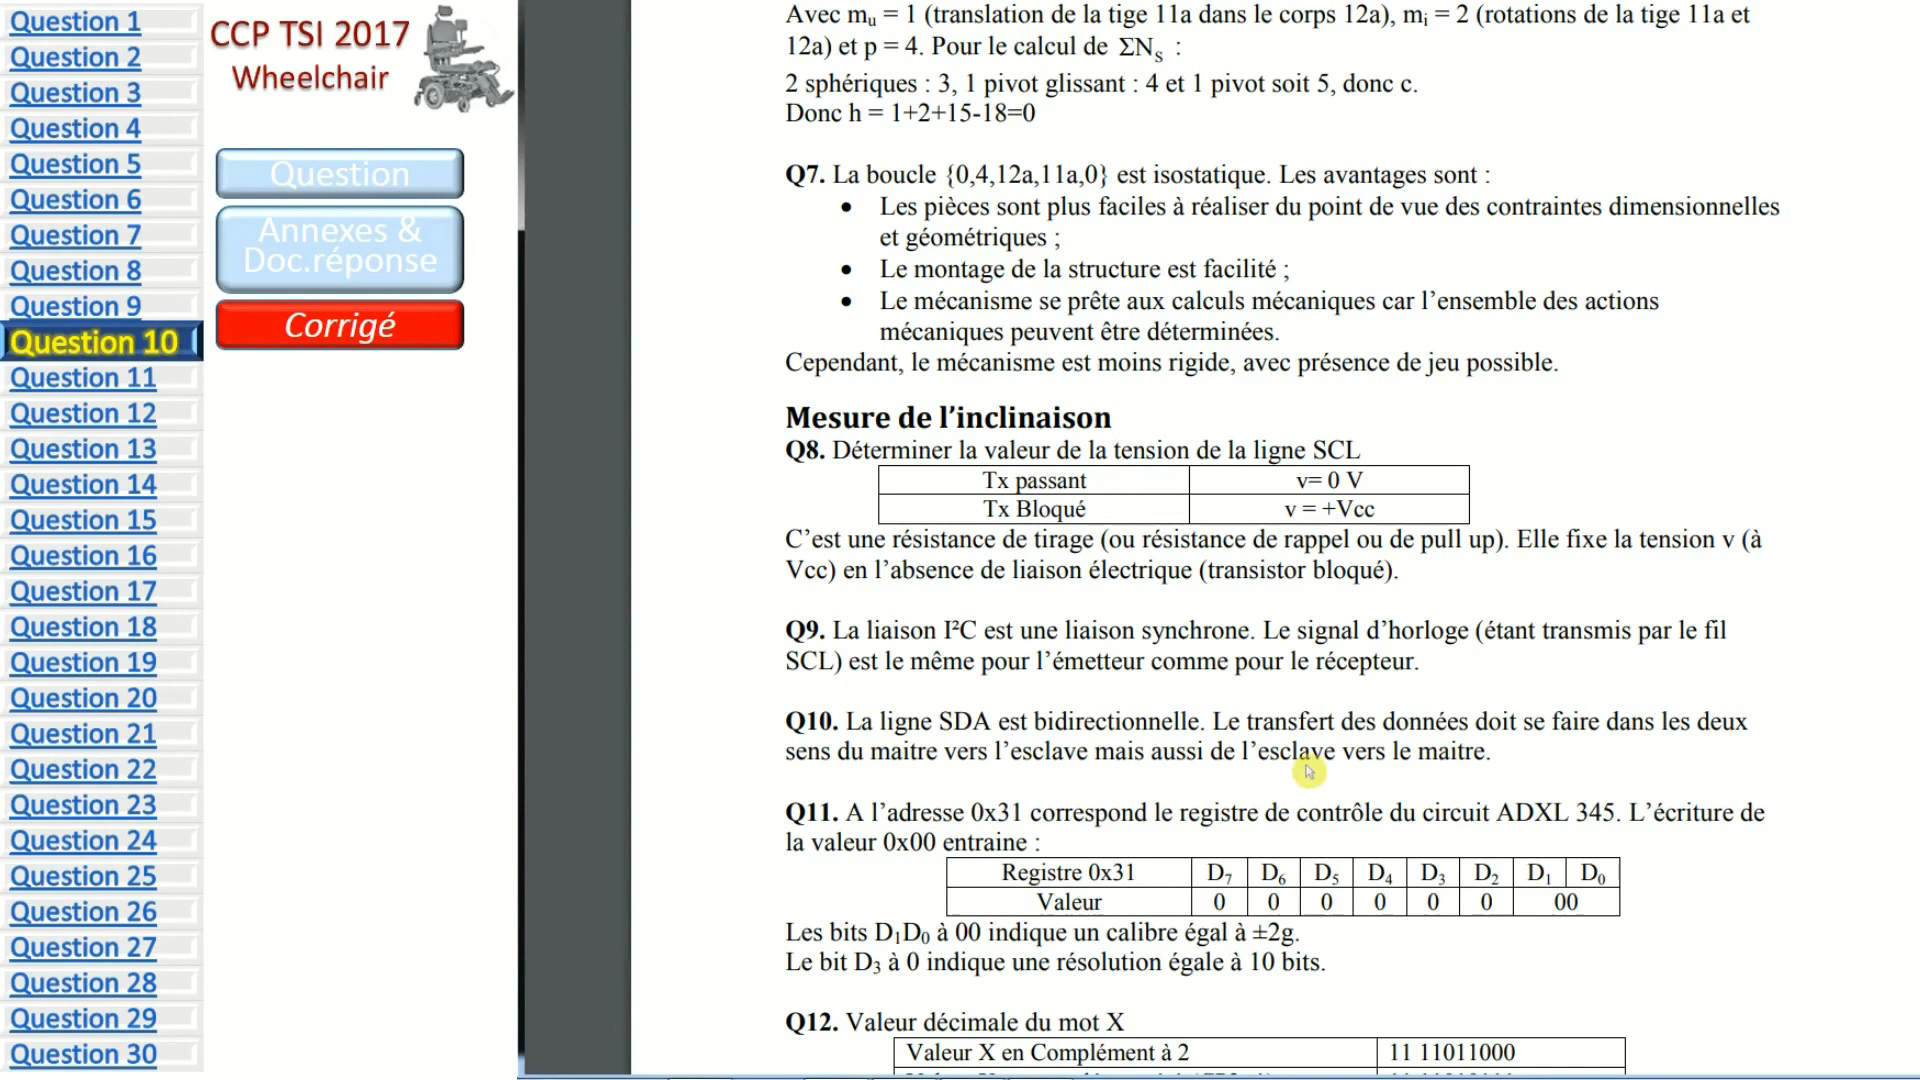 Question 1
Question 2
Question 3
Question 4
Question 5
Question 6
Question 7
Question 8
Question 9
Question 10
Question 11
Question 12
Question 13
Question 14
Question 15
Question 16
Question 17
Question 18
Question 19
Question 20
Question 21
Question 22
Question 23
Question 24
Question 25
Question 26
Question 27
Question 28
Question 29
Question 30
CCP TSI 2017
Wheelchair
Question
Annexes &
Doc.réponse
Corrigé
Avec mᵤ = 1 (translation de la tige 11a dans le corps 12a), mᵢ = 2 (rotations de la tige 11a et
12a) et p = 4. Pour le calcul de ΣNₛ :
2 sphériques : 3, 1 pivot glissant : 4 et 1 pivot soit 5, donc c.
Donc h = 1+2+15-18=0
Q7. La boucle {0,4,12a,11a,0} est isostatique. Les avantages sont :
• Les pièces sont plus faciles à réaliser du point de vue des contraintes dimensionnelles
et géométriques ;
• Le montage de la structure est facilité ;
• Le mécanisme se prête aux calculs mécaniques car l’ensemble des actions
mécaniques peuvent être déterminées.
Cependant, le mécanisme est moins rigide, avec présence de jeu possible.
Mesure de l’inclinaison
Q8. Déterminer la valeur de la tension de la ligne SCL
Tx passant v= 0 V
Tx Bloqué v = +Vcc
C’est une résistance de tirage (ou résistance de rappel ou de pull up). Elle fixe la tension v (à
Vcc) en l’absence de liaison électrique (transistor bloqué).
Q9. La liaison I²C est une liaison synchrone. Le signal d’horloge (étant transmis par le fil
SCL) est le même pour l’émetteur comme pour le récepteur.
Q10. La ligne SDA est bidirectionnelle. Le transfert des données doit se faire dans les deux
sens du maitre vers l’esclave mais aussi de l’esclave vers le maitre.
Q11. A l’adresse 0x31 correspond le registre de contrôle du circuit ADXL 345. L’écriture de
la valeur 0x00 entraine :
Registre 0x31 D₇ D₆ D₅ D₄ D₃ D₂ D₁ D₀
Valeur 0 0 0 0 0 0 00
Les bits D₁D₀ à 00 indique un calibre égal à ±2g.
Le bit D₃ à 0 indique une résolution égale à 10 bits.
Q12. Valeur décimale du mot X
Valeur X en Complément à 2 11 11011000